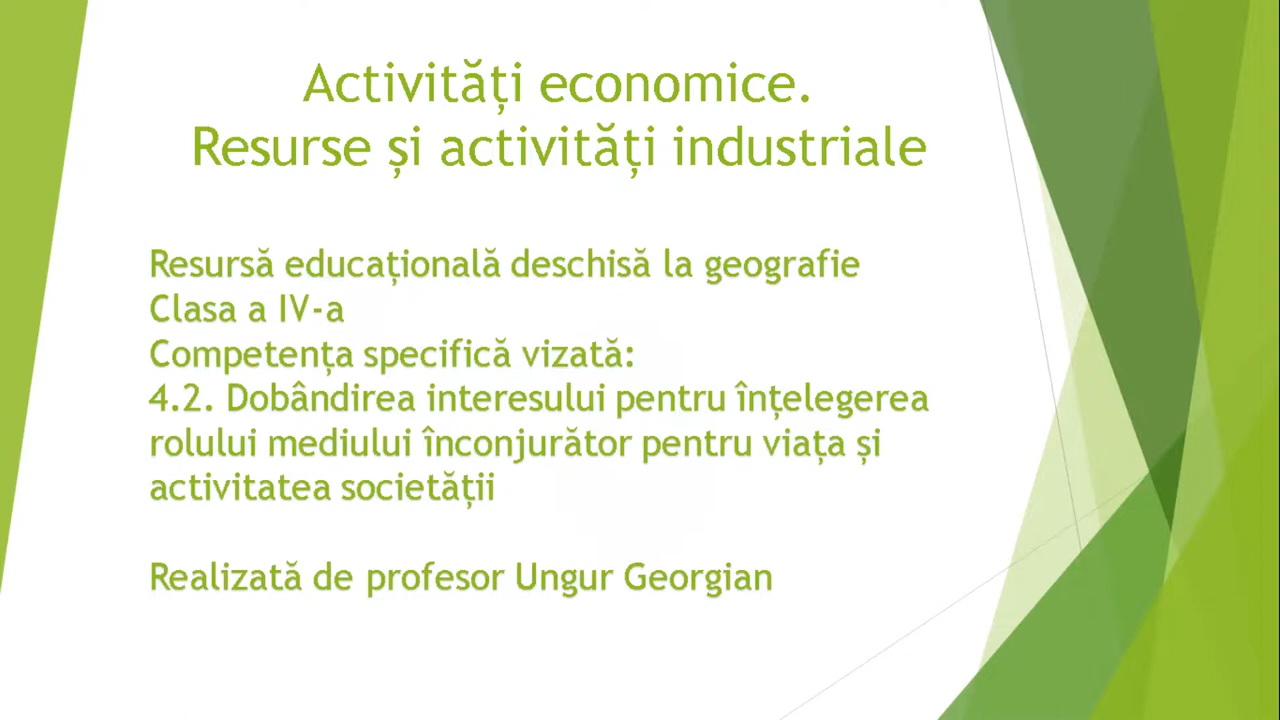 Activități economice.
Resurse și activități industriale
Resursă educațională deschisă la geografie
Clasa a IV-a
Competența specifică vizată:
4.2. Dobândirea interesului pentru înțelegerea
rolului mediului înconjurător pentru viața și
activitatea societății
Realizată de profesor Ungur Georgian